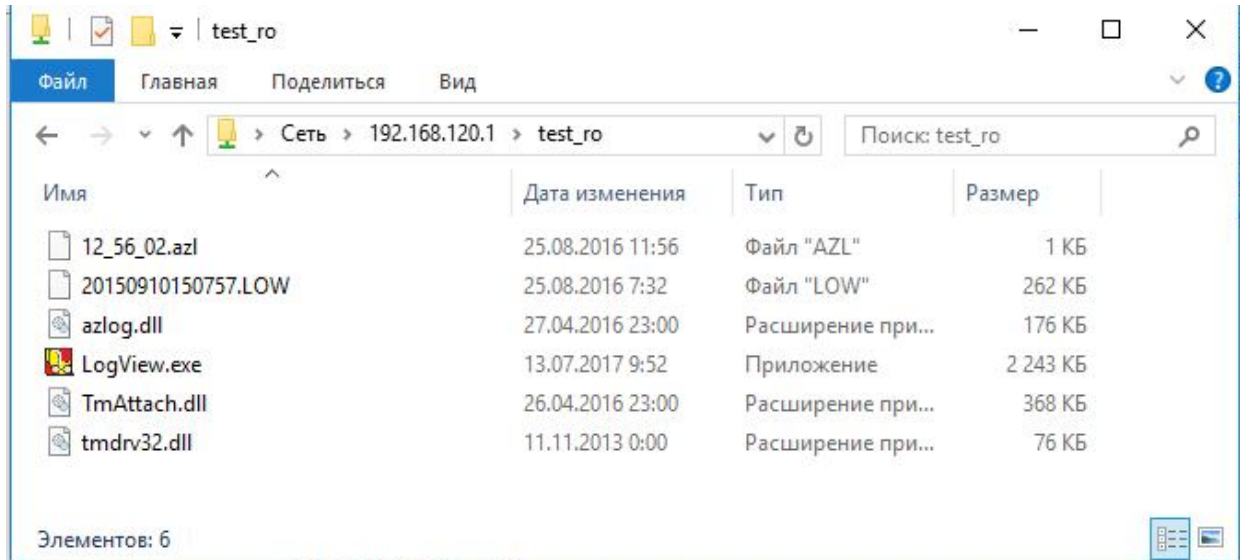 test_ro
Файл Главная Поделиться Вид
Сеть > 192.168.120.1 > test_ro Поиск: test_ro
Имя Дата изменения Тип Размер
12_56_02.azl 25.08.2016 11:56 Файл "AZL" 1 КБ
20150910150757.LOW 25.08.2016 7:32 Файл "LOW" 262 КБ
azlog.dll 27.04.2016 23:00 Расширение при... 176 КБ
LogView.exe 13.07.2017 9:52 Приложение 2 243 КБ
TmAttach.dll 26.04.2016 23:00 Расширение при... 368 КБ
tmdrv32.dll 11.11.2013 0:00 Расширение при... 76 КБ
Элементов: 6